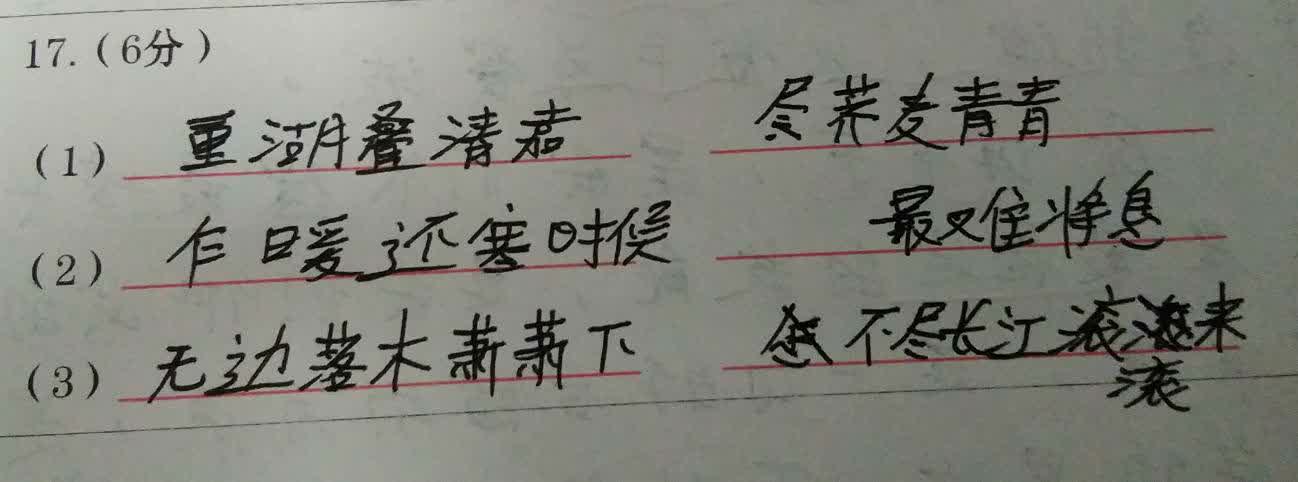 17.(6分)
(1) 重湖叠清嘉 尽荠麦青青
(2) 乍暖还寒时候 最难将息
(3) 无边落木萧萧下 不尽长江滚来
滚